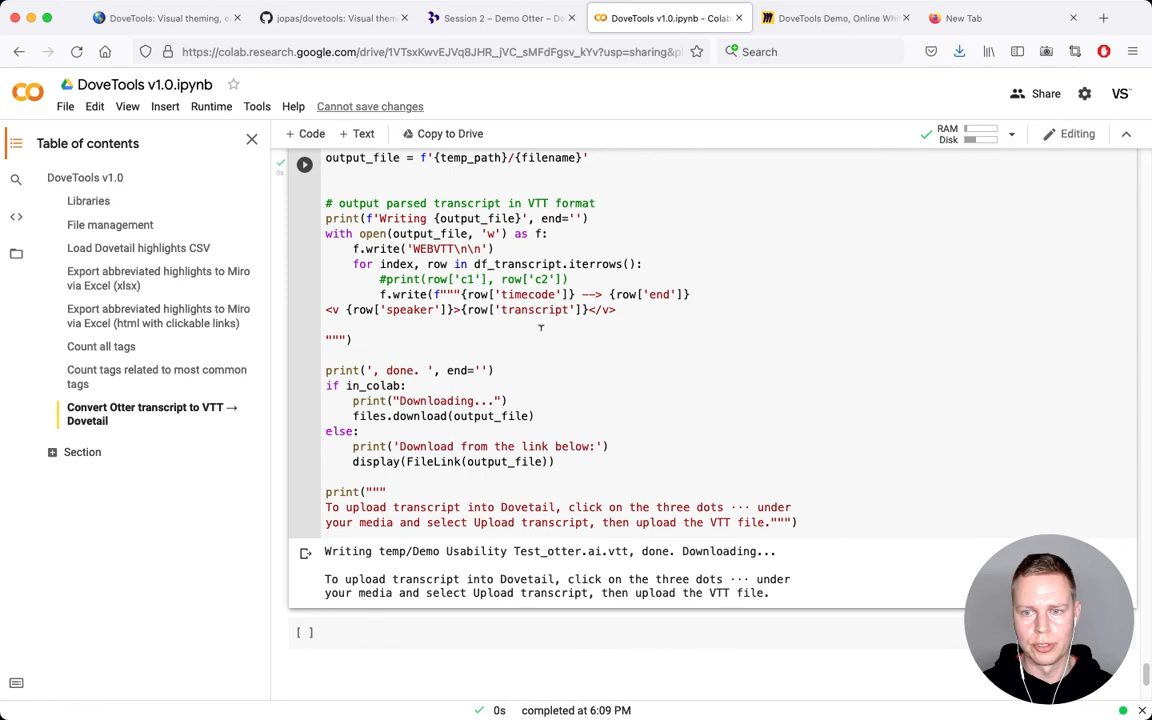 DoveTools: Visual theming, e
jopas/dovetools: Visual them
Session 2 – Demo Otter – Do
DoveTools v1.0.ipynb - Colab
DoveTools Demo, Online Whi
New Tab
https://colab.research.google.com/drive/1VTsxKwvEJVq8JHR_jVC_sMFdFgsv_kYv?usp=sharing&p
Search
DoveTools v1.0.ipynb
File Edit View Insert Runtime Tools Help Cannot save changes
Share
VS
Table of contents
+ Code + Text Copy to Drive
RAM
Disk
Editing
DoveTools v1.0
Libraries
File management
Load Dovetail highlights CSV
Export abbreviated highlights to Miro
via Excel (xlsx)
Export abbreviated highlights to Miro
via Excel (html with clickable links)
Count all tags
Count tags related to most common
tags
Convert Otter transcript to VTT →
Dovetail
Section
0s
output_file = f'{temp_path}/{filename}'
# output parsed transcript in VTT format
print(f'Writing {output_file}', end='')
with open(output_file, 'w') as f:
f.write('WEBVTT\n\n')
for index, row in df_transcript.iterrows():
#print(row['c1'], row['c2'])
f.write(f"""{row['timecode']} --> {row['end']}
<v {row['speaker']}>{row['transcript']}</v>
""")
print(', done. ', end='')
if in_colab:
print("Downloading...")
files.download(output_file)
else:
print('Download from the link below:')
display(FileLink(output_file))
print("""
To upload transcript into Dovetail, click on the three dots ··· under
your media and select Upload transcript, then upload the VTT file.""")
Writing temp/Demo Usability Test_otter.ai.vtt, done. Downloading...
To upload transcript into Dovetail, click on the three dots ··· under
your media and select Upload transcript, then upload the VTT file.
[ ]
0s completed at 6:09 PM